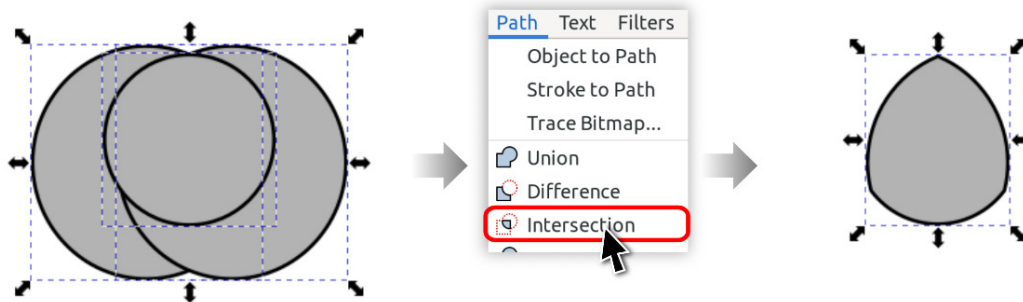 Path Text Filters
Object to Path
Stroke to Path
Trace Bitmap...
Union
Difference
Intersection